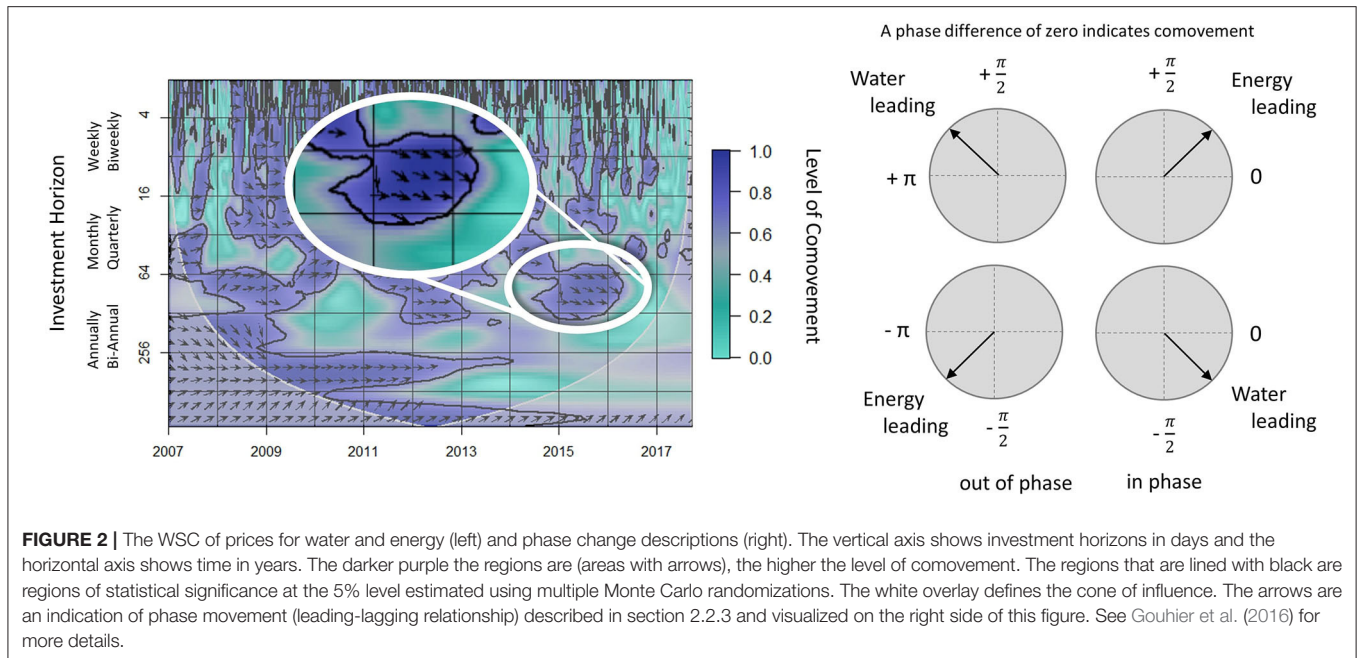 A phase difference of zero indicates comovement
Investment Horizon
Weekly
Biweekly
Monthly
Quarterly
Annually
Bi-Annual
4
16
64
256
2007
2009
2011
2013
2015
2017
1.0
0.8
0.6
0.4
0.2
0.0
Level of Comovement
Water
leading
+ π/2
+ π
+ π/2
Energy
leading
0
- π
Energy
leading
- π/2
0
Water
leading
- π/2
out of phase
in phase
FIGURE 2 | The WSC of prices for water and energy (left) and phase change descriptions (right). The vertical axis shows investment horizons in days and the
horizontal axis shows time in years. The darker purple the regions are (areas with arrows), the higher the level of comovement. The regions that are lined with black are
regions of statistical significance at the 5% level estimated using multiple Monte Carlo randomizations. The white overlay defines the cone of influence. The arrows are
an indication of phase movement (leading-lagging relationship) described in section 2.2.3 and visualized on the right side of this figure. See Gouhier et al. (2016) for
more details.